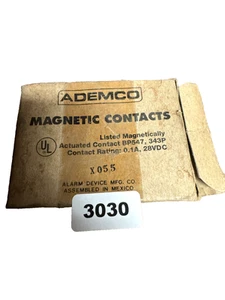 ADEMCO
MAGNETIC CONTACTS
Listed Magnetically
Actuated Contact BP547, 343P
Contact Rating: 0.1A, 28VDC.
UL
X055
ALARM DEVICE MFG. CO.
ASSEMBLED IN MEXICO
3030